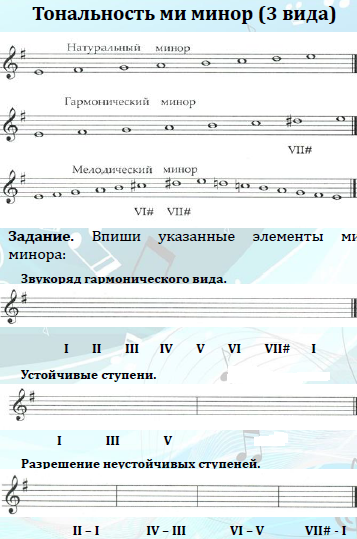 Тональность ми минор (3 вида)
Натуральный минор
Гармонический минор
VII#
Мелодический минор
VI# VII#
Задание. Впиши указанные элементы ми
минора:
Звукоряд гармонического вида.
I II III IV V VI VII# I
Устойчивые ступени.
I III V
Разрешение неустойчивых ступеней.
II – I IV – III VI – V VII# - I